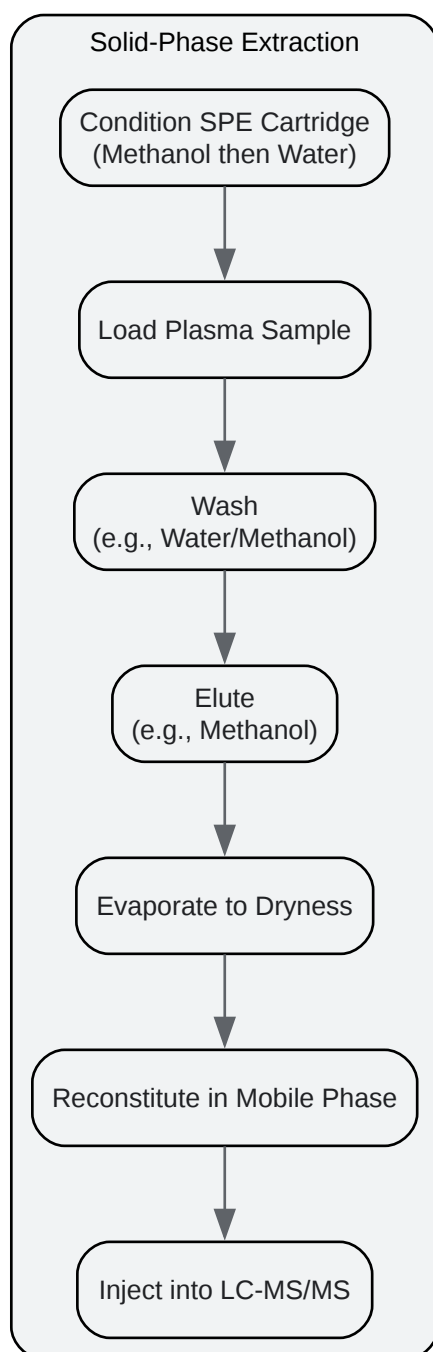 Solid-Phase Extraction
Condition SPE Cartridge
(Methanol then Water)
Load Plasma Sample
Wash
(e.g., Water/Methanol)
Elute
(e.g., Methanol)
Evaporate to Dryness
Reconstitute in Mobile Phase
Inject into LC-MS/MS